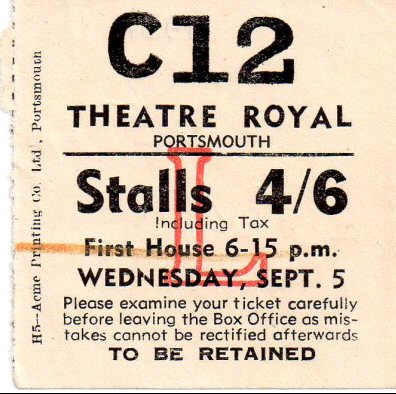 C12
THEATRE ROYAL
PORTSMOUTH
Stalls 4/6
Including Tax
First House 6-15 p.m.
WEDNESDAY, SEPT. 5
Please examine your ticket carefully
before leaving the Box Office as mis-
takes cannot be rectified afterwards
TO BE RETAINED
L
H5--Acme Printing Co. Ltd, Portsmouth